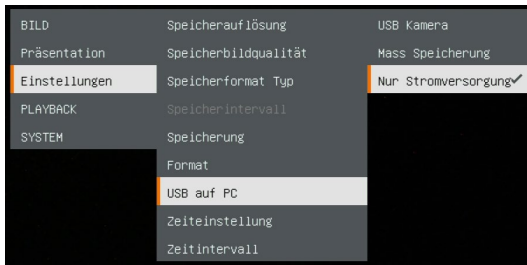 BILD
Präsentation
Einstellungen
PLAYBACK
SYSTEM
Speicherauflösung
Speicherbildqualität
Speicherformat Typ
Speicherintervall
Speicherung
Format
USB auf PC
Zeiteinstellung
Zeitintervall
USB Kamera
Mass Speicherung
Nur Stromversorgung✓